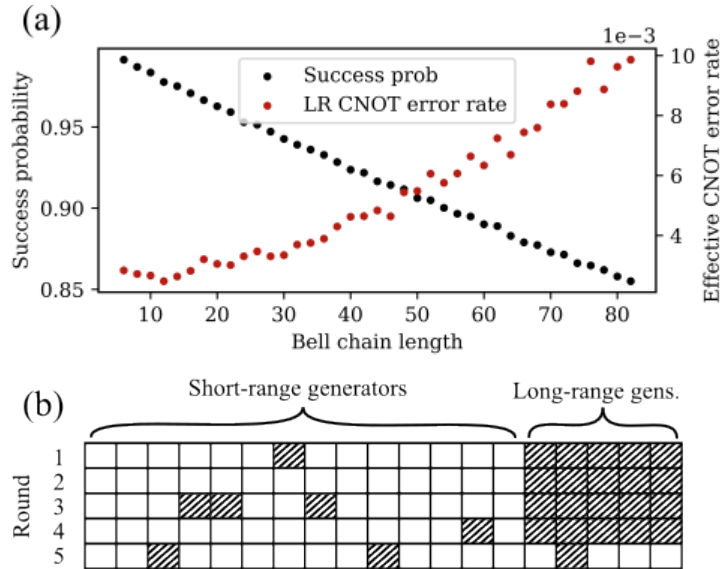 (a)
1e−3
Success prob
LR CNOT error rate
Success probability
0.95
0.90
0.85
10
8
6
4
Effective CNOT error rate
10 20 30 40 50 60 70 80
Bell chain length
(b)
Short-range generators Long-range gens.
Round
1
2
3
4
5